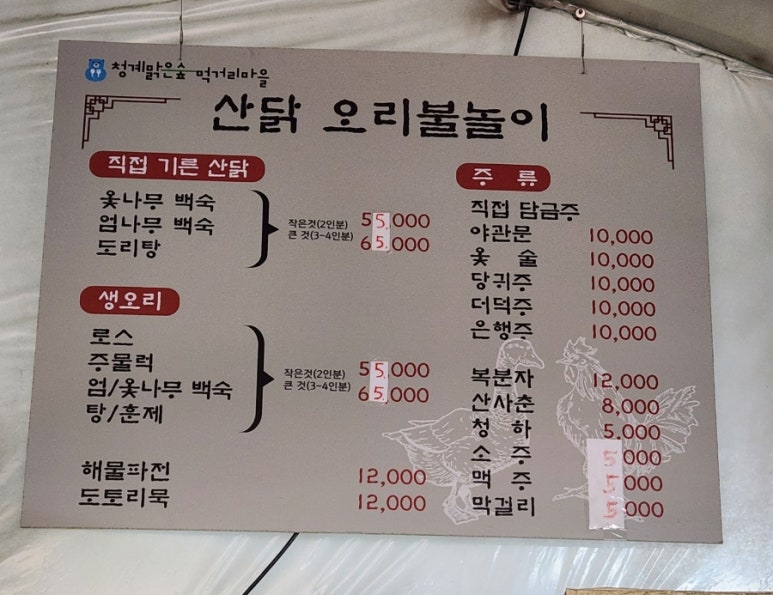 청계맑은숲 먹거리마을
산닭 오리불놀이
직접 기른 산닭
옻나무 백숙
엄나무 백숙
도리탕
작은것(2인분) 55,000
큰 것(3-4인분) 65,000
생오리
로스
주물럭
엄/옻나무 백숙
탕/훈제
작은것(2인분) 55,000
큰 것(3-4인분) 65,000
해물파전 12,000
도토리묵 12,000
주 류
직접 담금주
야관문 10,000
옻 술 10,000
당귀주 10,000
더덕주 10,000
은행주 10,000
복분자 12,000
산사춘 8,000
청 하 5,000
소 주 5,000
맥 주 5,000
막걸리 5,000